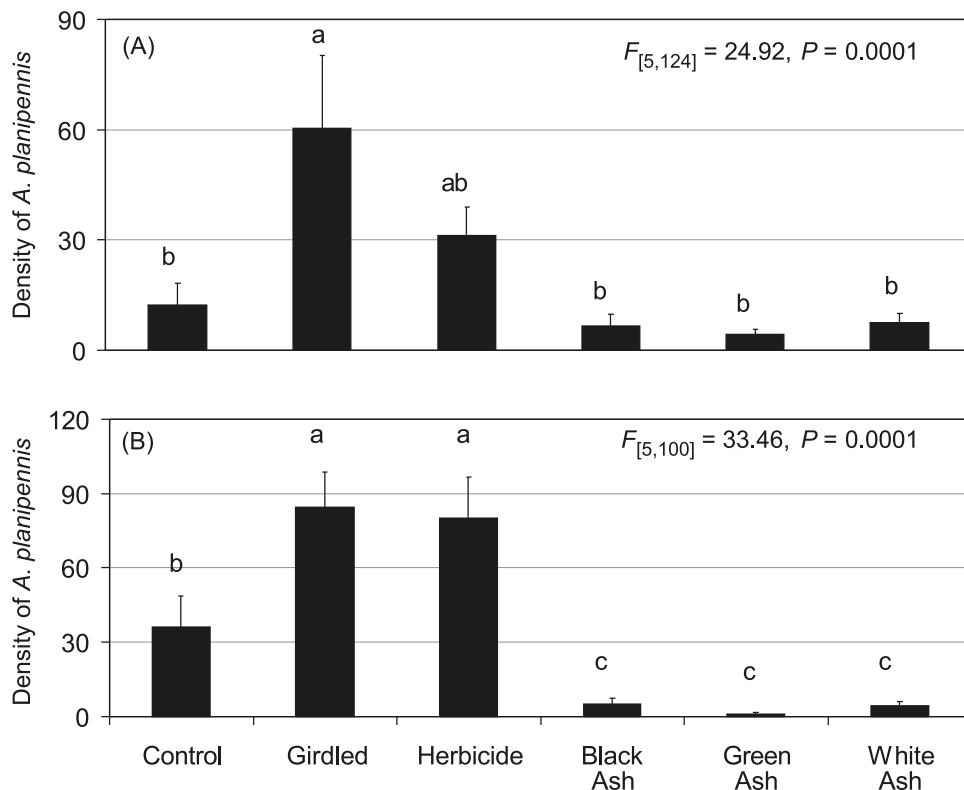 90
(A)
a
F[5,124] = 24.92, P = 0.0001
60
ab
30
b
b
b
b
0
Density of A. planipennis
120
(B)
a
a
F[5,100] = 33.46, P = 0.0001
90
b
60
30
c
c
c
0
Density of A. planipennis
Control Girdled Herbicide Black Green White
Ash Ash Ash